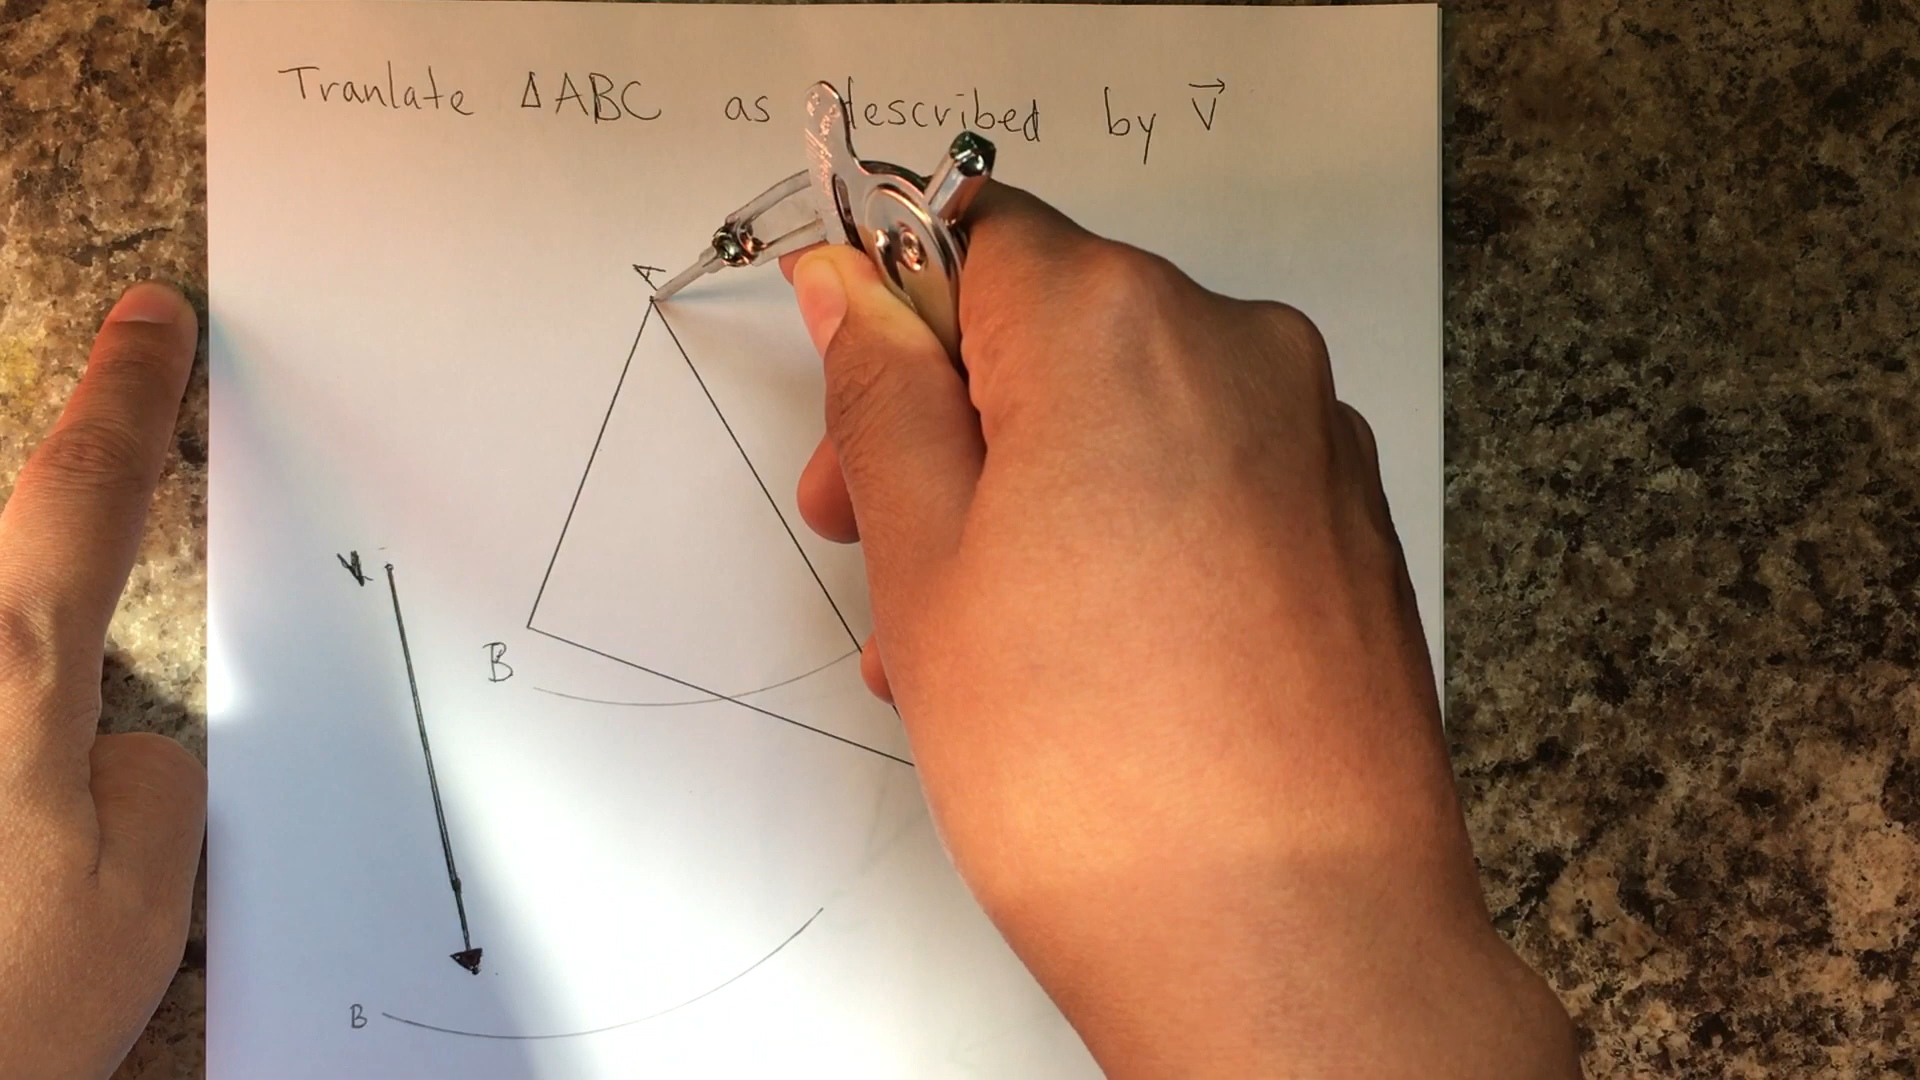 Tranlate ΔABC as described by V⃗
A
V
B
B